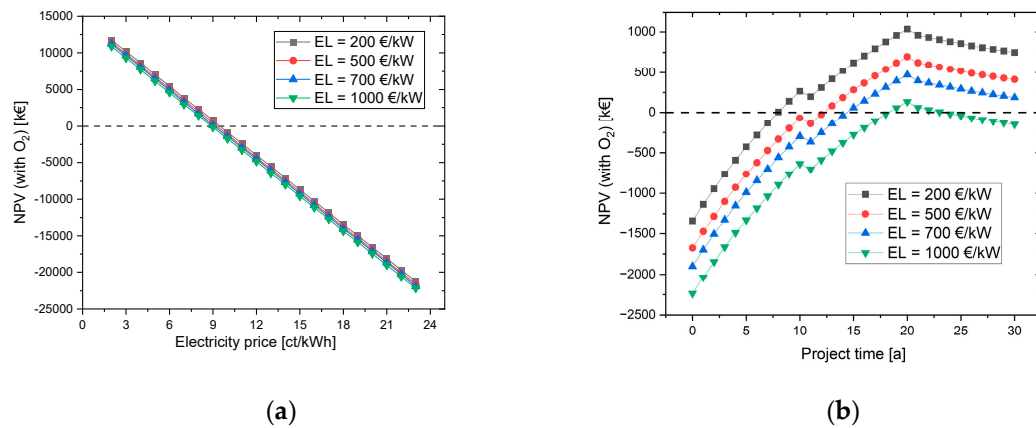 15000
10000
5000
0
-5000
-10000
-15000
-20000
-25000
NPV (with O₂) [k€]
EL = 200 €/kW
EL = 500 €/kW
EL = 700 €/kW
EL = 1000 €/kW
0 3 6 9 12 15 18 21 24
Electricity price [ct/kWh]
(a)
1000
500
0
-500
-1000
-1500
-2000
-2500
NPV (with O₂) [k€]
EL = 200 €/kW
EL = 500 €/kW
EL = 700 €/kW
EL = 1000 €/kW
0 5 10 15 20 25 30
Project time [a]
(b)